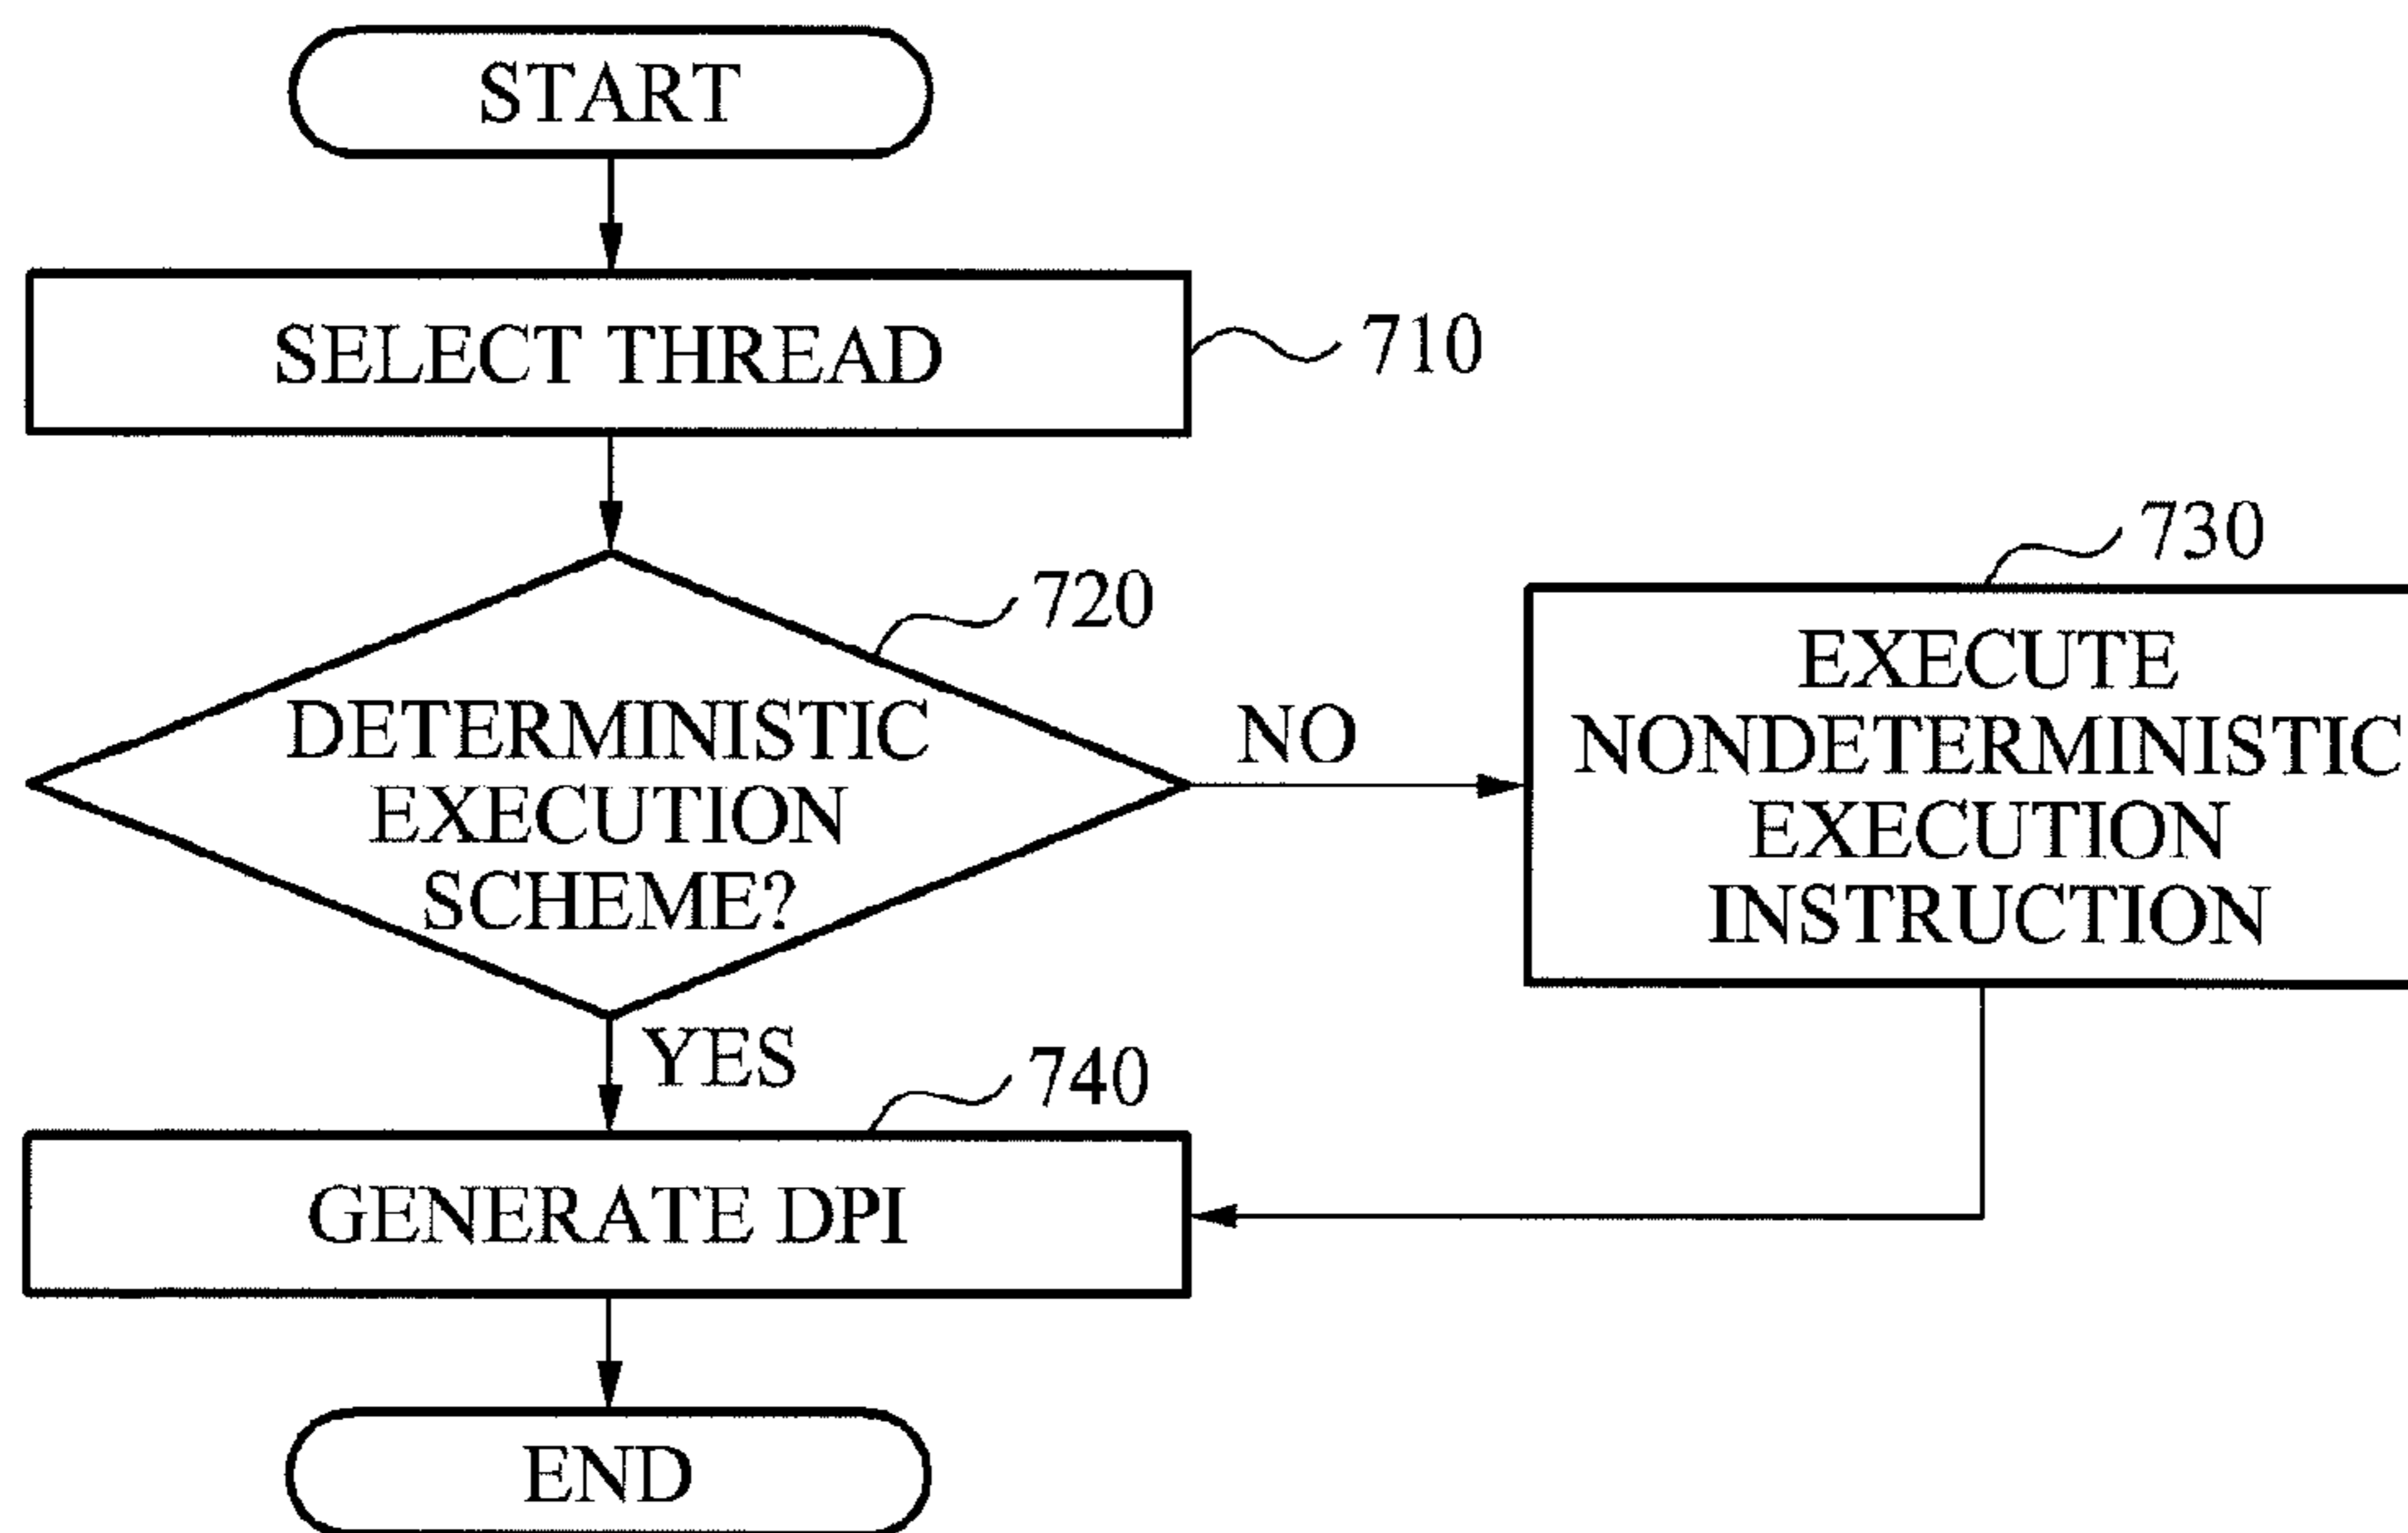 START
SELECT THREAD
710
720
DETERMINISTIC
EXECUTION
SCHEME?
NO
730
EXECUTE
NONDETERMINISTIC
EXECUTION
INSTRUCTION
YES
740
GENERATE DPI
END